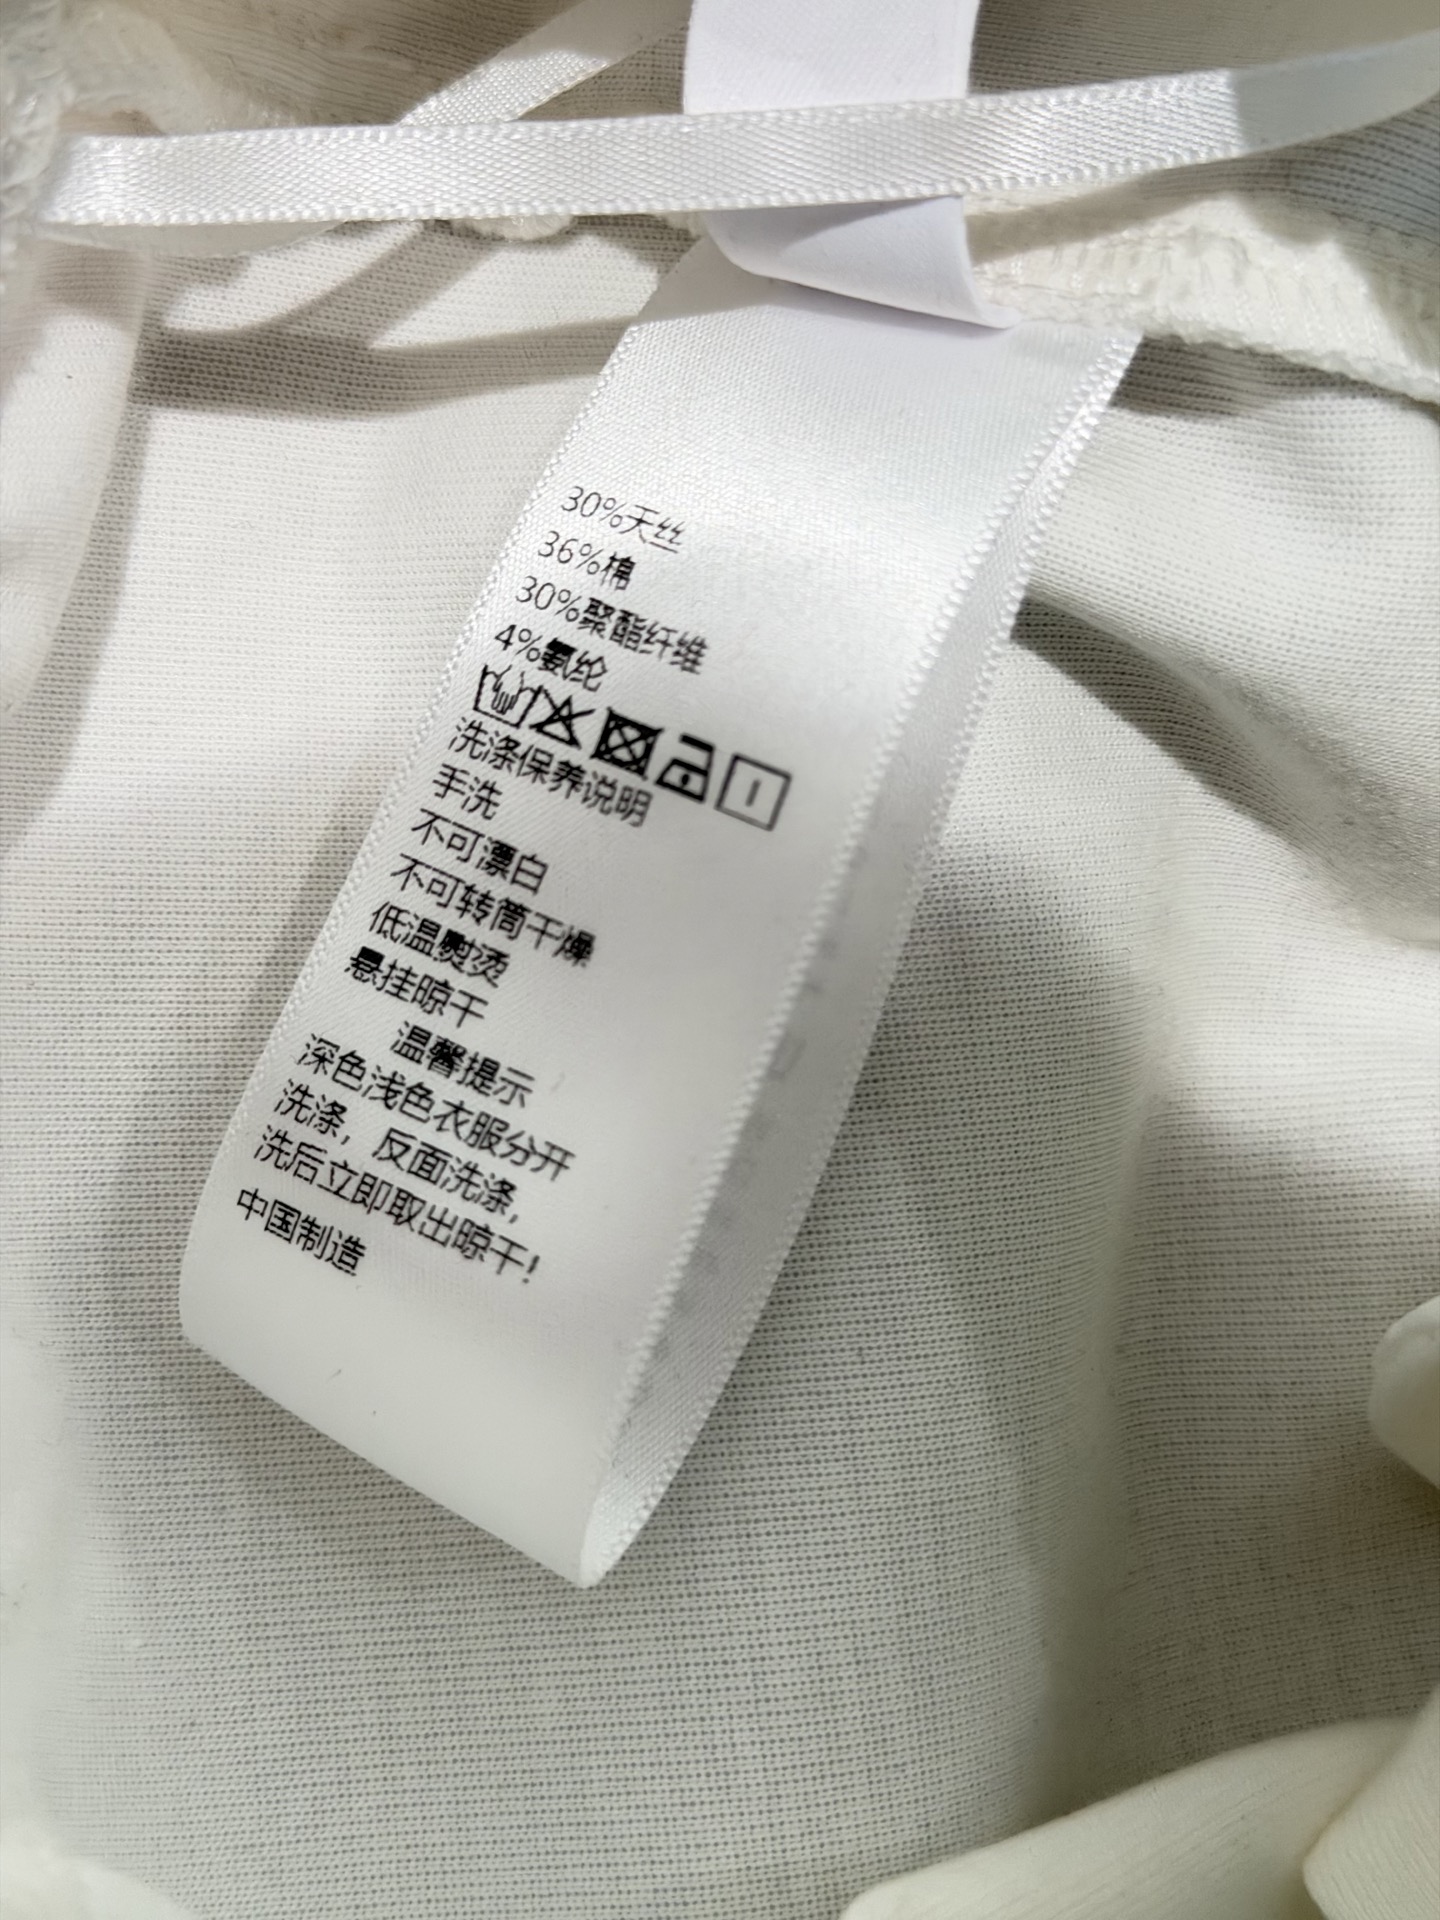 30%天丝
36%棉
30%聚酯纤维
4%氨纶
洗涤保养说明
手洗
不可漂白
不可转筒干燥
低温熨烫
悬挂晾干
温馨提示
深色浅色衣服分开
洗涤，反面洗涤，
洗后立即取出晾干！
中国制造